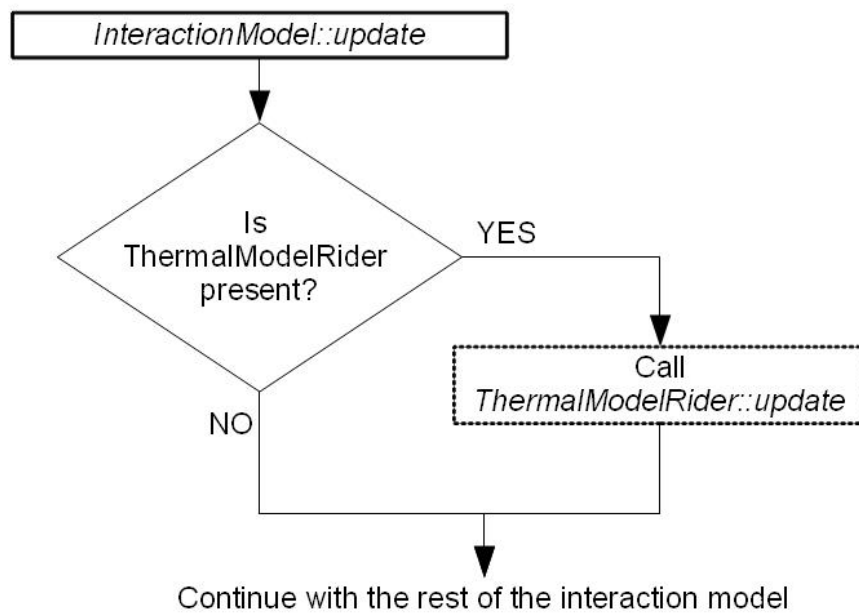 InteractionModel::update
Is
ThermalModelRider
present?
YES
Call
ThermalModelRider::update
NO
Continue with the rest of the interaction model